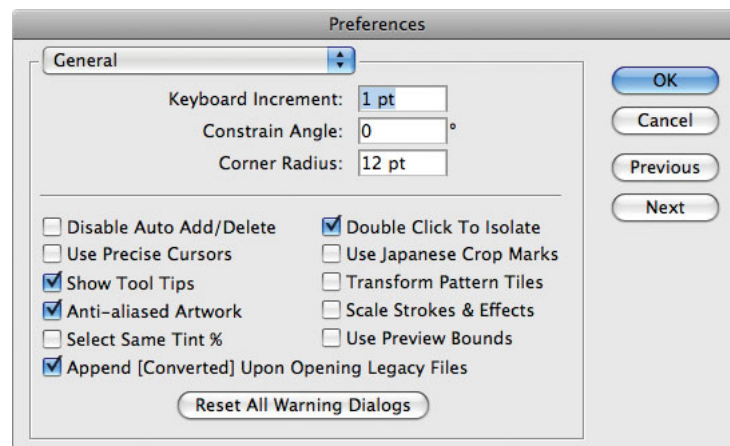 Preferences
General
Keyboard Increment: 1 pt
Constrain Angle: 0 °
Corner Radius: 12 pt
OK
Cancel
Previous
Next
Disable Auto Add/Delete
Double Click To Isolate
Use Precise Cursors
Use Japanese Crop Marks
Show Tool Tips
Transform Pattern Tiles
Anti-aliased Artwork
Scale Strokes & Effects
Select Same Tint %
Use Preview Bounds
Append [Converted] Upon Opening Legacy Files
Reset All Warning Dialogs